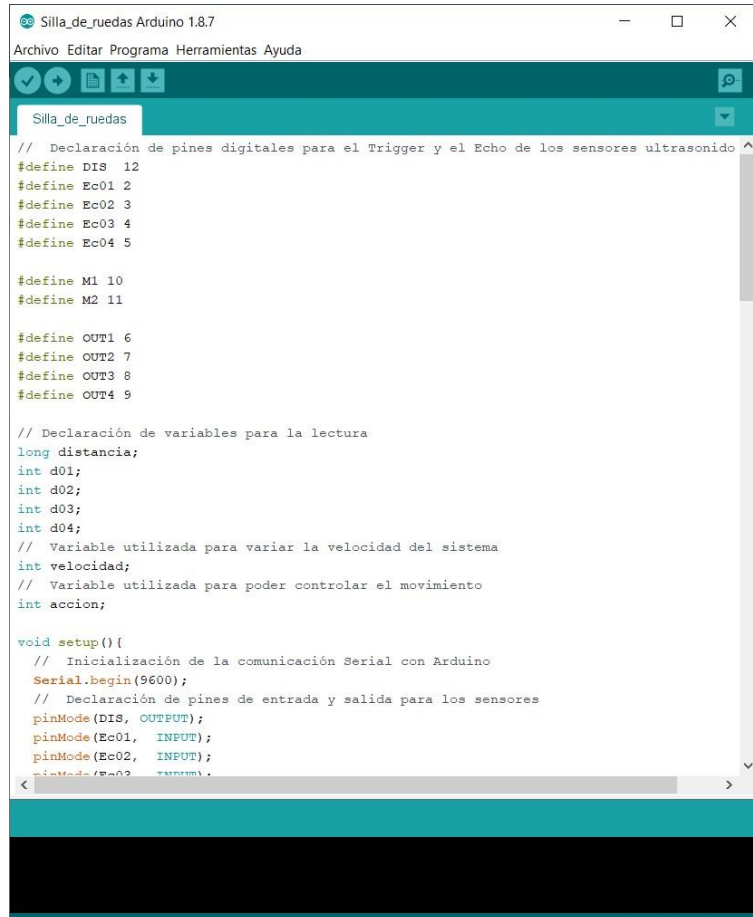 Silla_de_ruedas Arduino 1.8.7
Archivo Editar Programa Herramientas Ayuda
Silla_de_ruedas
//  Declaración de pines digitales para el Trigger y el Echo de los sensores ultrasonido
#define DIS  12
#define Ec01 2
#define Ec02 3
#define Ec03 4
#define Ec04 5
#define M1 10
#define M2 11
#define OUT1 6
#define OUT2 7
#define OUT3 8
#define OUT4 9
// Declaración de variables para la lectura
long distancia;
int d01;
int d02;
int d03;
int d04;
//  Variable utilizada para variar la velocidad del sistema
int velocidad;
//  Variable utilizada para poder controlar el movimiento
int accion;
void setup(){
  //  Inicialización de la comunicación Serial con Arduino
  Serial.begin(9600);
  //  Declaración de pines de entrada y salida para los sensores
  pinMode(DIS, OUTPUT);
  pinMode(Ec01,  INPUT);
  pinMode(Ec02,  INPUT);
  pinMode(Ec03,  INPUT);